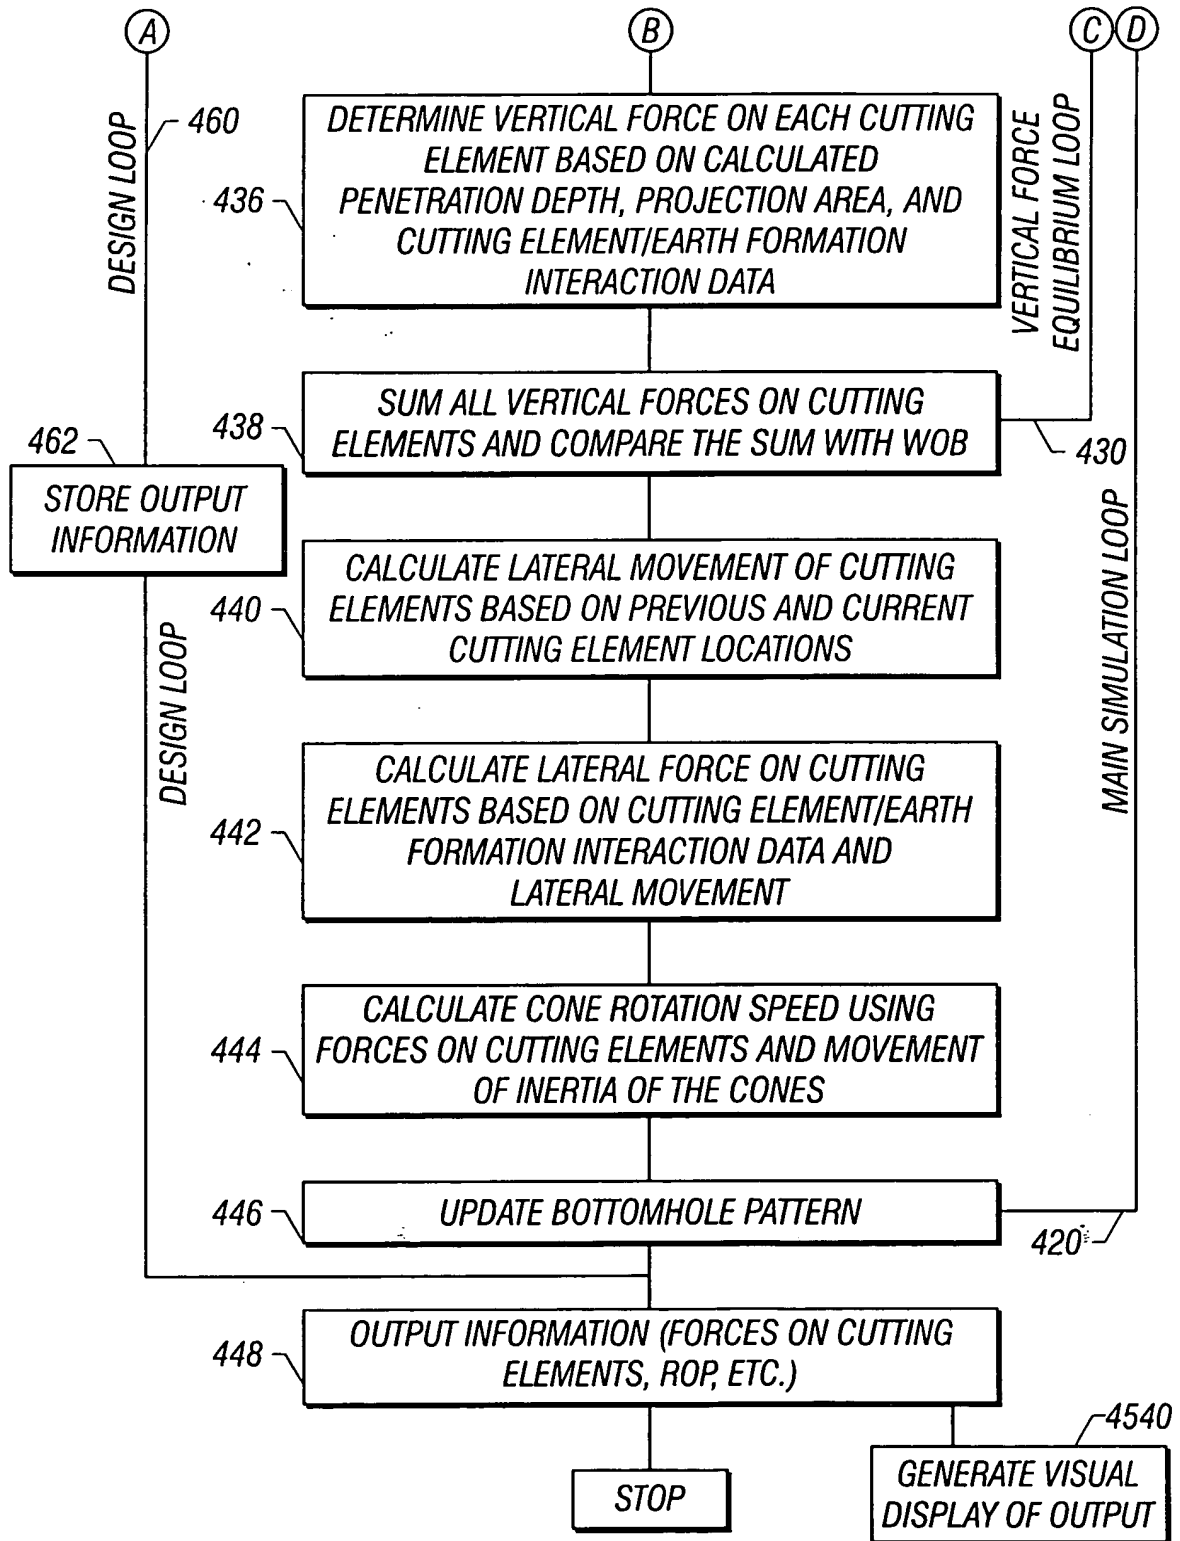 A
B
C
D
DESIGN LOOP
460
DETERMINE VERTICAL FORCE ON EACH CUTTING
ELEMENT BASED ON CALCULATED
PENETRATION DEPTH, PROJECTION AREA, AND
CUTTING ELEMENT/EARTH FORMATION
INTERACTION DATA
436
VERTICAL FORCE
EQUILIBRIUM LOOP
SUM ALL VERTICAL FORCES ON CUTTING
ELEMENTS AND COMPARE THE SUM WITH WOB
438
430
462
STORE OUTPUT
INFORMATION
CALCULATE LATERAL MOVEMENT OF CUTTING
ELEMENTS BASED ON PREVIOUS AND CURRENT
CUTTING ELEMENT LOCATIONS
440
MAIN SIMULATION LOOP
DESIGN LOOP
CALCULATE LATERAL FORCE ON CUTTING
ELEMENTS BASED ON CUTTING ELEMENT/EARTH
FORMATION INTERACTION DATA AND
LATERAL MOVEMENT
442
CALCULATE CONE ROTATION SPEED USING
FORCES ON CUTTING ELEMENTS AND MOVEMENT
OF INERTIA OF THE CONES
444
UPDATE BOTTOMHOLE PATTERN
446
420
OUTPUT INFORMATION (FORCES ON CUTTING
ELEMENTS, ROP, ETC.)
448
4540
STOP
GENERATE VISUAL
DISPLAY OF OUTPUT